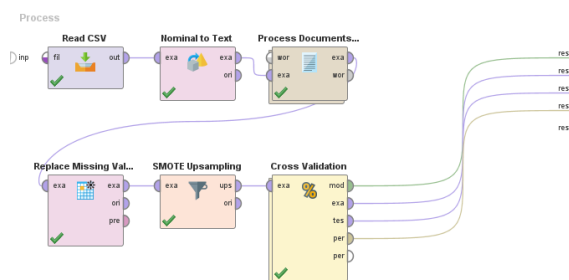 Process
Read CSV
Nominal to Text
Process Documents...
inp
fil
out
exa
exa
ori
wor
exa
exa
wor
res
res
res
res
res
Replace Missing Val...
SMOTE Upsampling
Cross Validation
exa
exa
ori
pre
exa
ups
ori
exa
mod
exa
tes
per
per